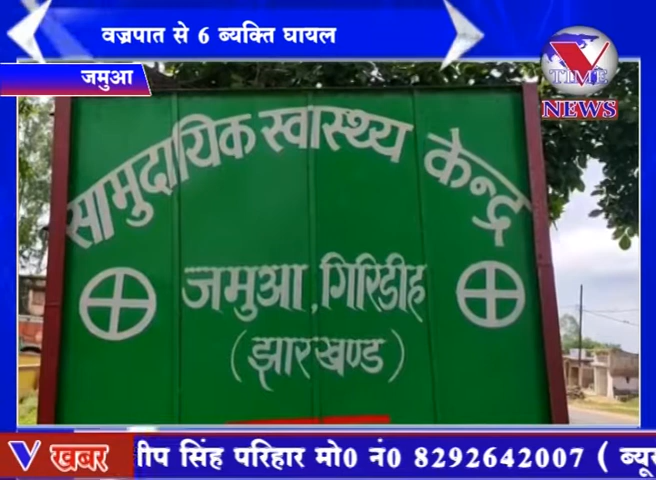 वज्रपात से 6 ब्यक्ति घायल
जमुआ
V TIME
NEWS
सामुदायिक स्वास्थ्य केन्द्र
जमुआ, गिरिडीह
(झारखण्ड)
V खबर
ीप सिंह परिहार मो0 नं0 8292642007 ( ब्यू